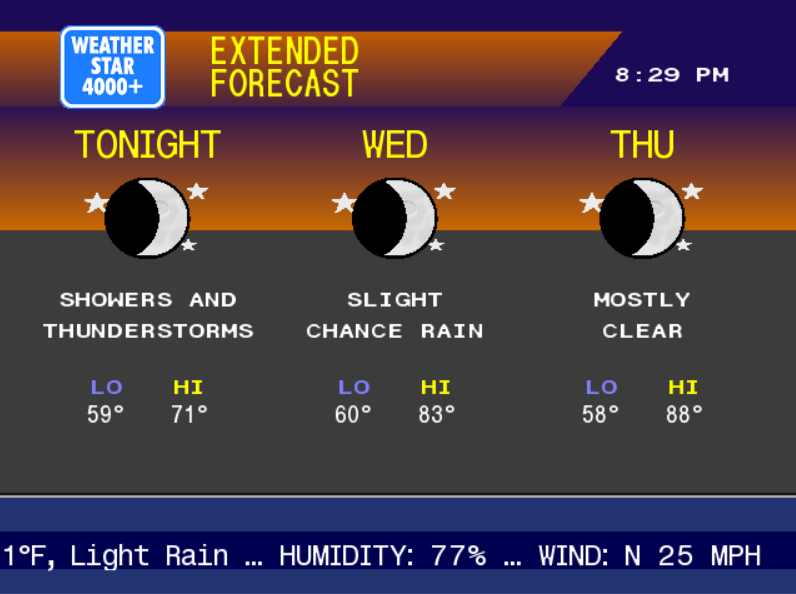 WEATHER
STAR
4000+
EXTENDED
FORECAST
8:29 PM
TONIGHT WED THU
SHOWERS AND SLIGHT MOSTLY
THUNDERSTORMS CHANCE RAIN CLEAR
LO HI LO HI LO HI
59° 71° 60° 83° 58° 88°
1°F, Light Rain ... HUMIDITY: 77% ... WIND: N 25 MPH